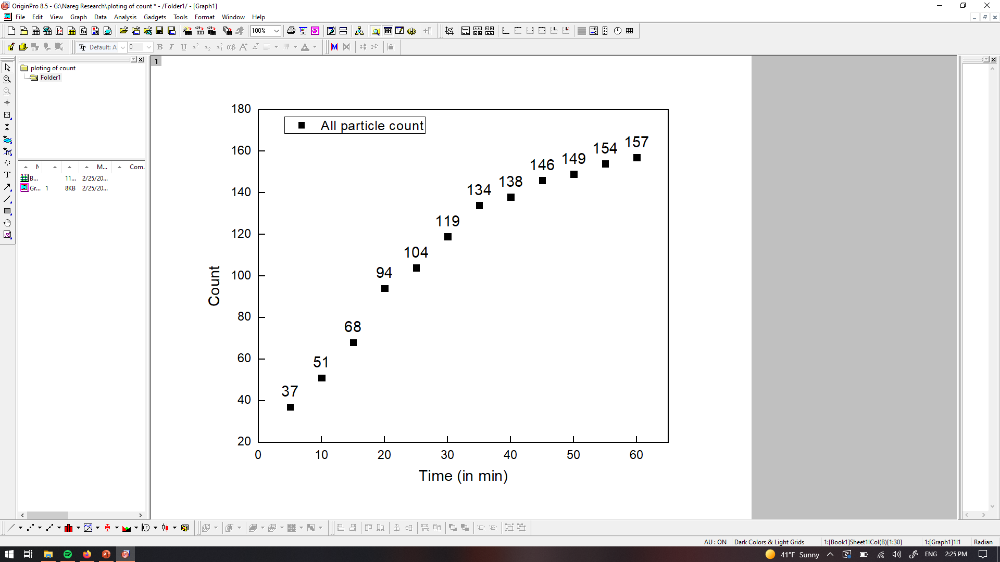 OriginPro 8.5 - G:\Nareg Research\ploting of count * - /Folder1/ - [Graph1]
File Edit View Graph Data Analysis Gadgets Tools Format Window Help
100%
Default: A 0 B I U x² x₂ αβ A A A
ploting of count
Folder1
1
N M... Com.
B... 11... 2/25/20...
Gr... 1 8KB 2/25/20...
All particle count
180
160
140
120
100
80
60
40
20
Count
37
51
68
94
104
119
134
138
146
149
154
157
0 10 20 30 40 50 60
Time (in min)
AU : ON Dark Colors & Light Grids 1:[Book1]Sheet1!Col(B)[1:30] 1:[Graph1]1!1 Radian
41°F Sunny ENG 2:25 PM